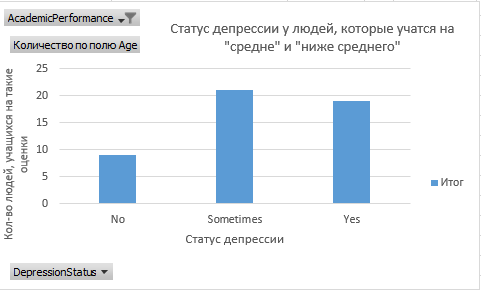 AcademicPerformance
Количество по полю Age
Статус депрессии у людей, которые учатся на
"средне" и "ниже среднего"
Кол-во людей, учащихся на такие
оценки
25
20
15
10
5
0
No
Sometimes
Yes
Статус депрессии
Итог
DepressionStatus